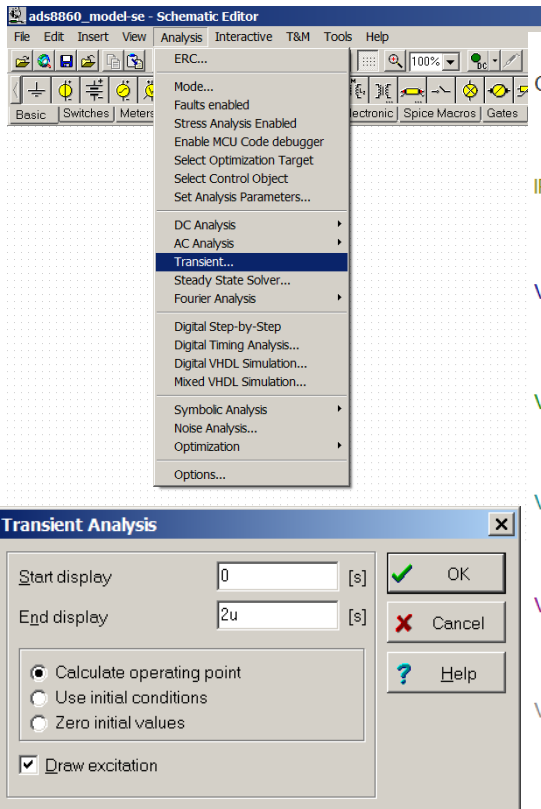 ads8860_model-se - Schematic Editor
File Edit Insert View Analysis Interactive T&M Tools Help
100%
DC
Basic Switches Meters lectronic Spice Macros Gates
ERC...
Mode...
Faults enabled
Stress Analysis Enabled
Enable MCU Code debugger
Select Optimization Target
Select Control Object
Set Analysis Parameters...
DC Analysis
AC Analysis
Transient...
Steady State Solver...
Fourier Analysis
Digital Step-by-Step
Digital Timing Analysis...
Digital VHDL Simulation...
Mixed VHDL Simulation...
Symbolic Analysis
Noise Analysis...
Optimization
Options...
Transient Analysis
Start display 0 [s] OK
End display 2u [s] Cancel
Calculate operating point Help
Use initial conditions
Zero initial values
Draw excitation